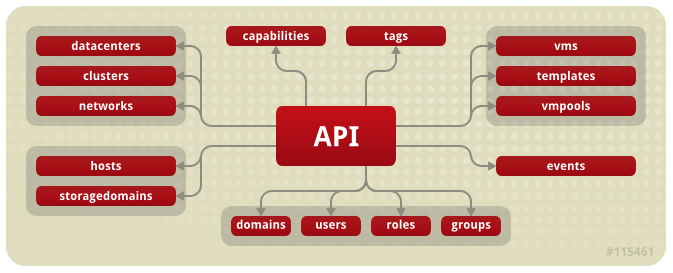 capabilities
tags
datacenters
clusters
networks
vms
templates
vmpools
API
hosts
storagedomains
events
domains
users
roles
groups
#115461